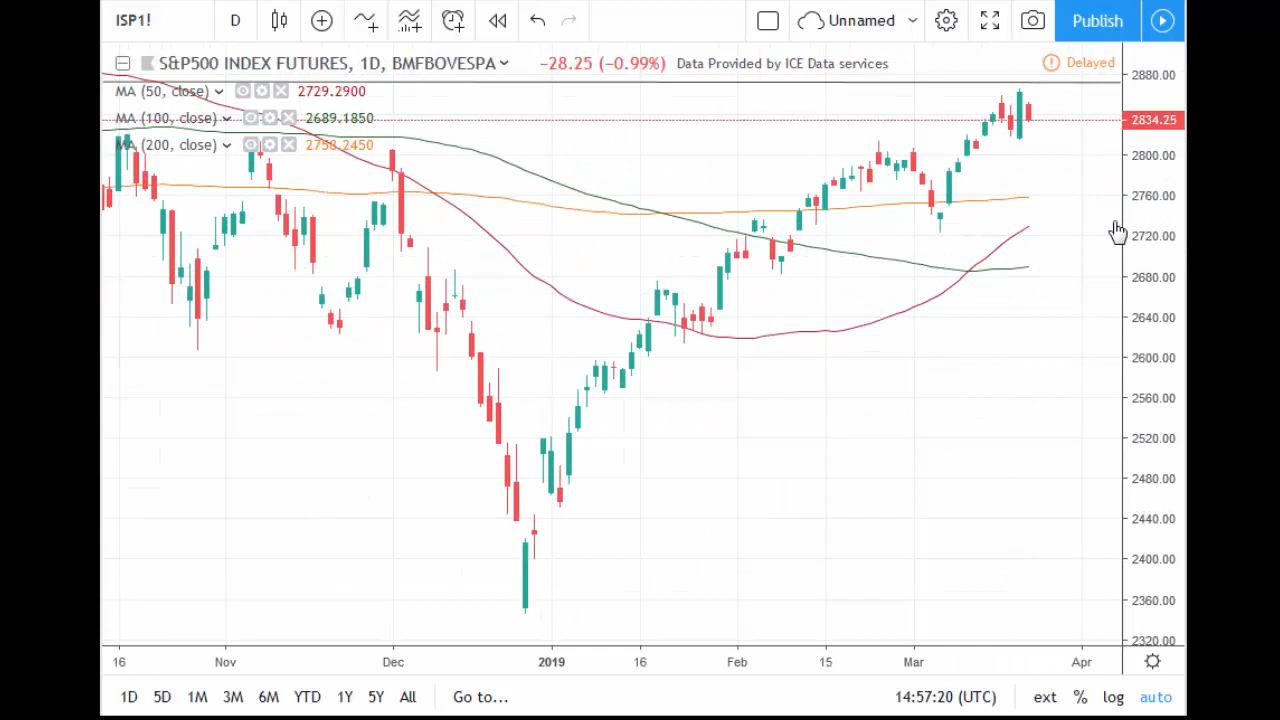 ISP1! D Unnamed Publish
S&P500 INDEX FUTURES, 1D, BMFBOVESPA −28.25 (−0.99%) Data Provided by ICE Data services Delayed
MA (50, close) 2729.2900
MA (100, close) 2689.1850
MA (200, close) 2758.2450
2880.00
2834.25
2800.00
2760.00
2720.00
2680.00
2640.00
2600.00
2560.00
2520.00
2480.00
2440.00
2400.00
2360.00
2320.00
16 Nov Dec 2019 16 Feb 15 Mar Apr
1D 5D 1M 3M 6M YTD 1Y 5Y All Go to... 14:57:20 (UTC) ext % log auto